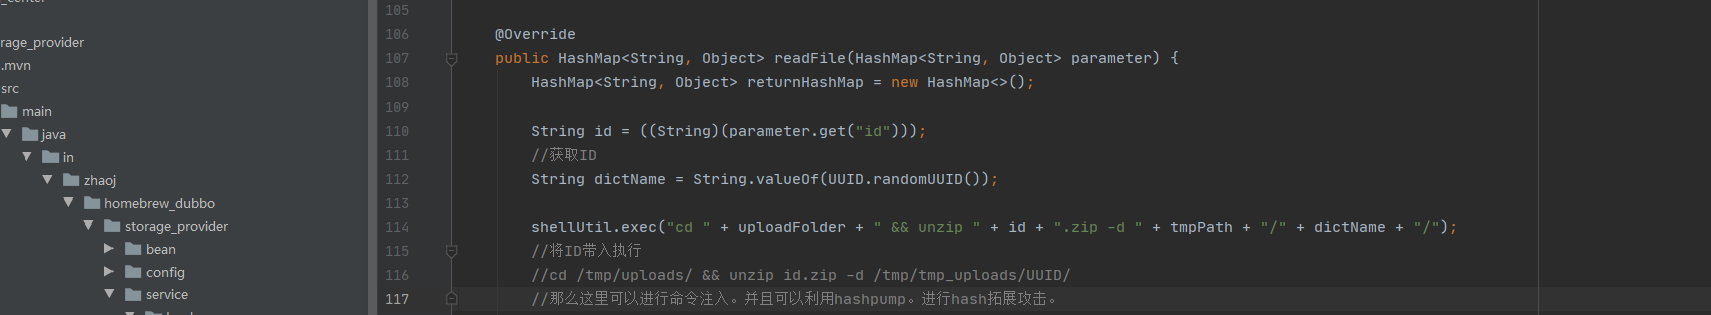 _center
105
rage_provider
106 @Override
107 public HashMap<String, Object> readFile(HashMap<String, Object> parameter) {
.mvn
src
108 HashMap<String, Object> returnHashMap = new HashMap<>();
main
109
java
110 String id = ((String)(parameter.get("id")));
in
111 //获取ID
zhaoj
112 String dictName = String.valueOf(UUID.randomUUID());
homebrew_dubbo
113
storage_provider
114 shellUtil.exec("cd " + uploadFolder + " && unzip " + id + ".zip -d " + tmpPath + "/" + dictName + "/");
bean
115 //将ID带入执行
config
116 //cd /tmp/uploads/ && unzip id.zip -d /tmp/tmp_uploads/UUID/
service
117 //那么这里可以进行命令注入。并且可以利用hashpump。进行hash拓展攻击。